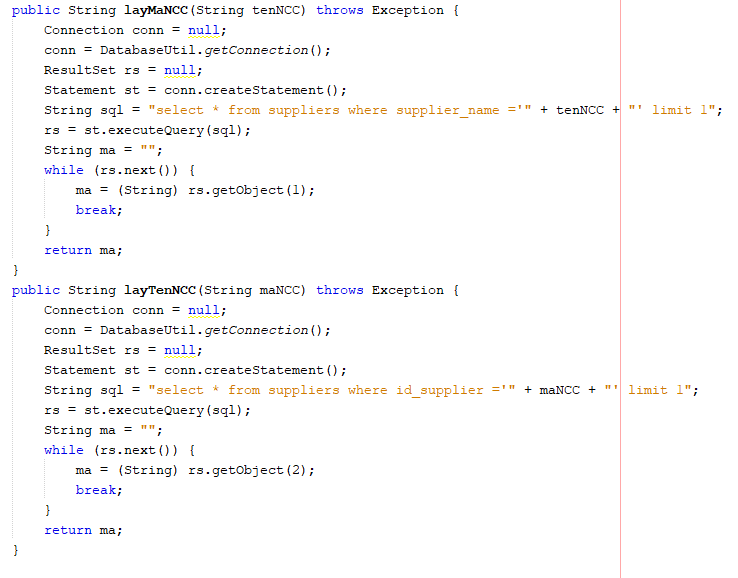 public String layMaNCC(String tenNCC) throws Exception {
    Connection conn = null;
    conn = DatabaseUtil.getConnection();
    ResultSet rs = null;
    Statement st = conn.createStatement();
    String sql = "select * from suppliers where supplier_name ='" + tenNCC + "' limit 1";
    rs = st.executeQuery(sql);
    String ma = "";
    while (rs.next()) {
        ma = (String) rs.getObject(1);
        break;
    }
    return ma;
}
public String layTenNCC(String maNCC) throws Exception {
    Connection conn = null;
    conn = DatabaseUtil.getConnection();
    ResultSet rs = null;
    Statement st = conn.createStatement();
    String sql = "select * from suppliers where id_supplier ='" + maNCC + "' limit 1";
    rs = st.executeQuery(sql);
    String ma = "";
    while (rs.next()) {
        ma = (String) rs.getObject(2);
        break;
    }
    return ma;
}